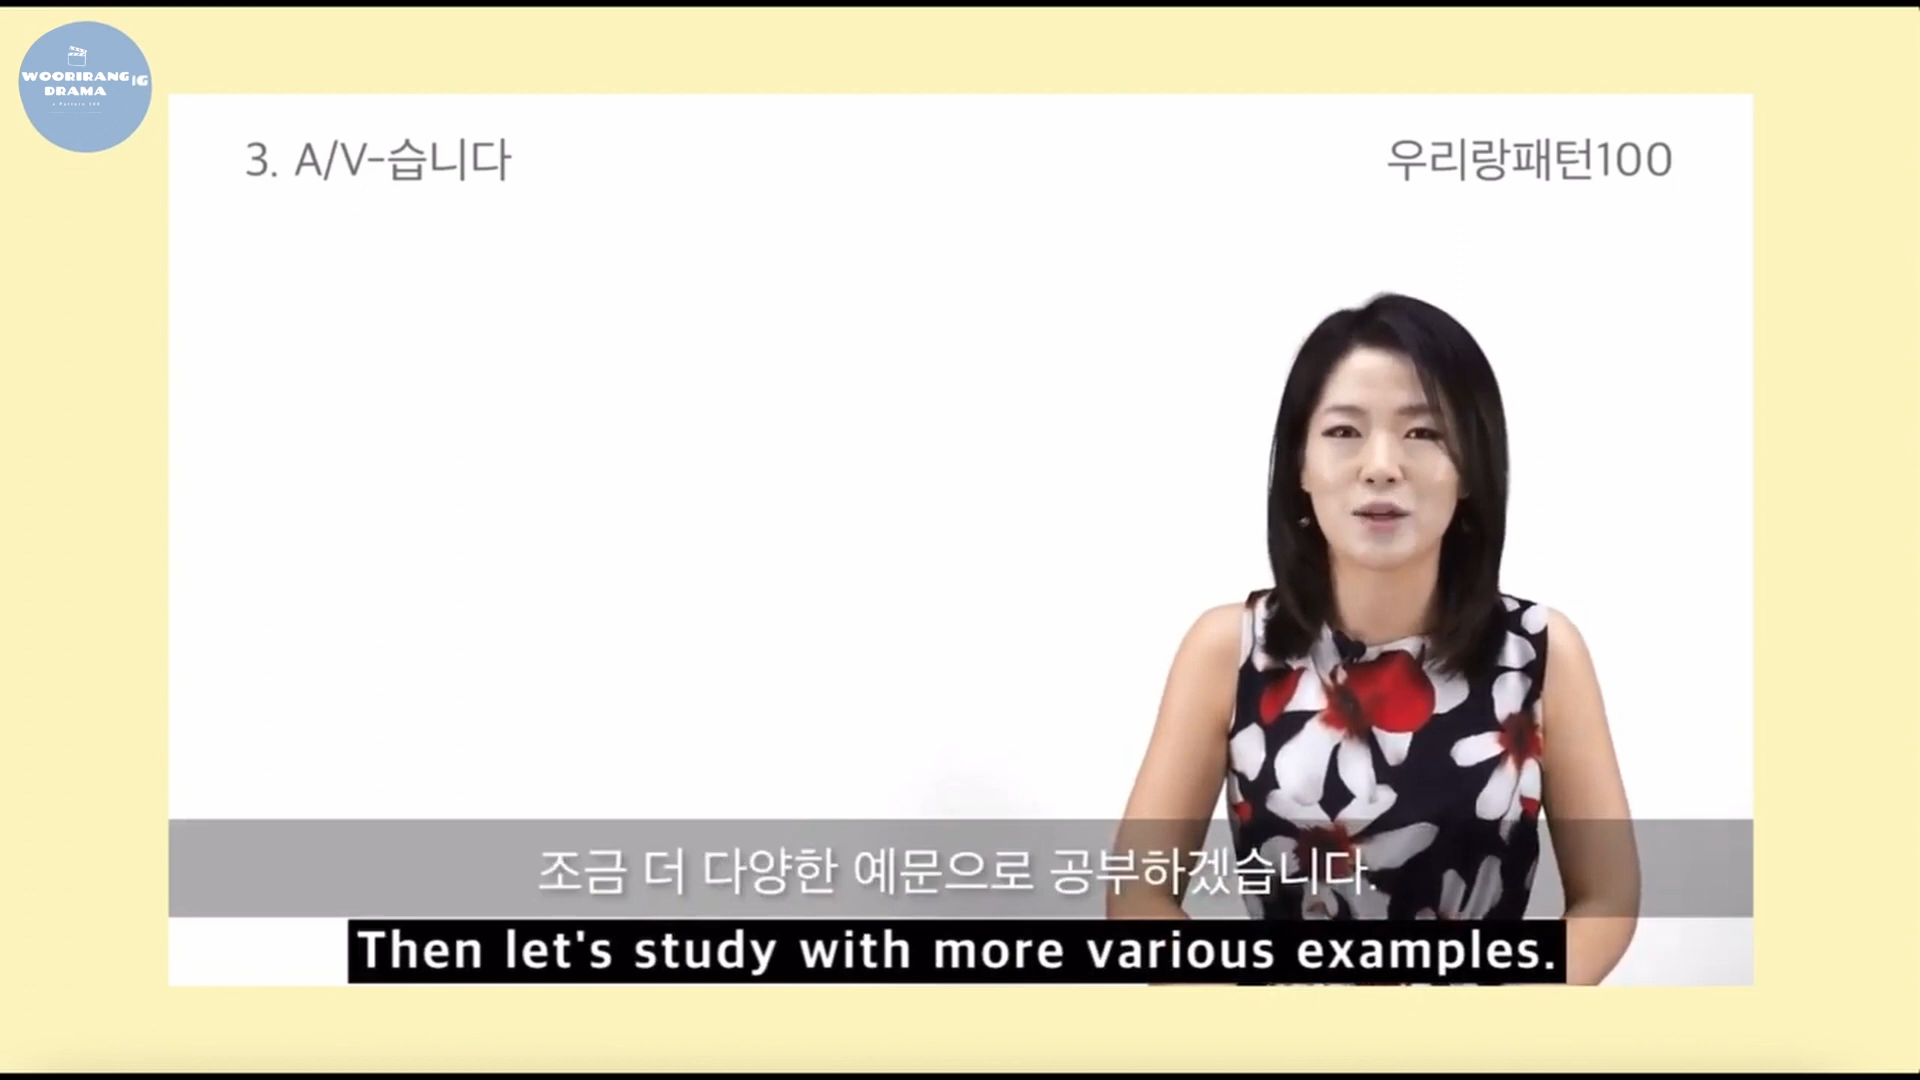 WOORIRANG
DRAMA
IG
3. A/V-습니다
우리랑패턴100
조금 더 다양한 예문으로 공부하겠습니다.
Then let's study with more various examples.